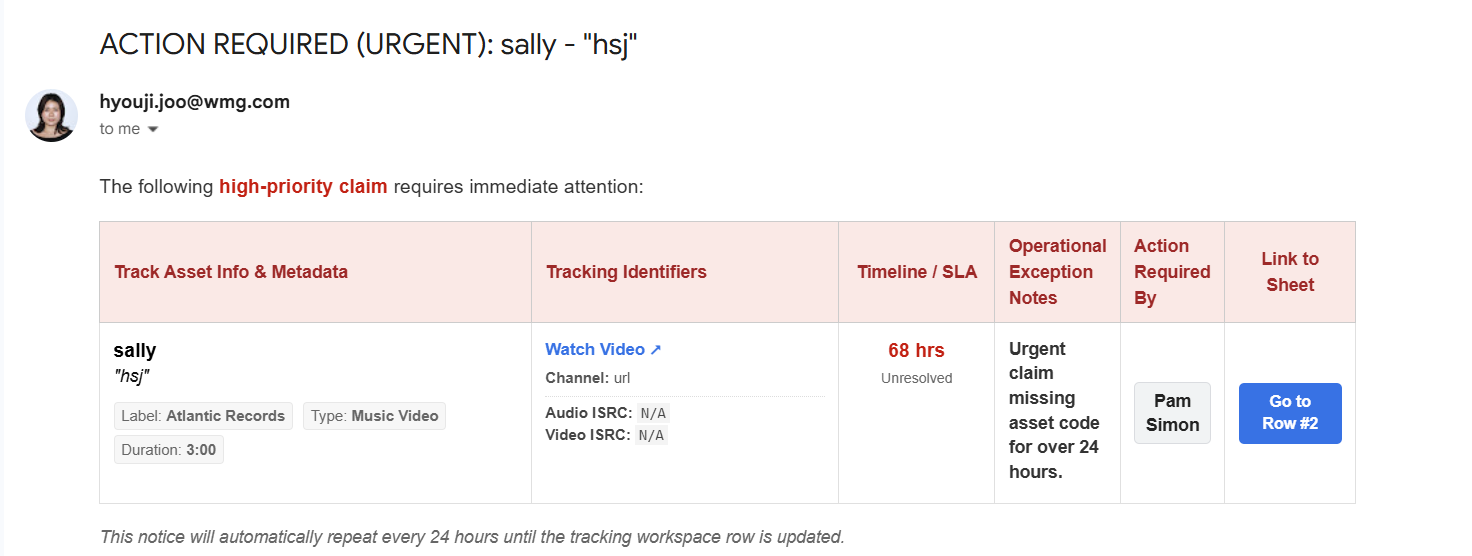 ACTION REQUIRED (URGENT): sally - "hsj"
hyouji.joo@wmg.com
to me
The following high-priority claim requires immediate attention:
Track Asset Info & Metadata
Tracking Identifiers
Timeline / SLA
Operational
Exception
Notes
Action
Required
By
Link to
Sheet
sally
"hsj"
Label: Atlantic Records
Type: Music Video
Duration: 3:00
Watch Video ↗
Channel: url
Audio ISRC: N/A
Video ISRC: N/A
68 hrs
Unresolved
Urgent
claim
missing
asset code
for over 24
hours.
Pam
Simon
Go to
Row #2
This notice will automatically repeat every 24 hours until the tracking workspace row is updated.